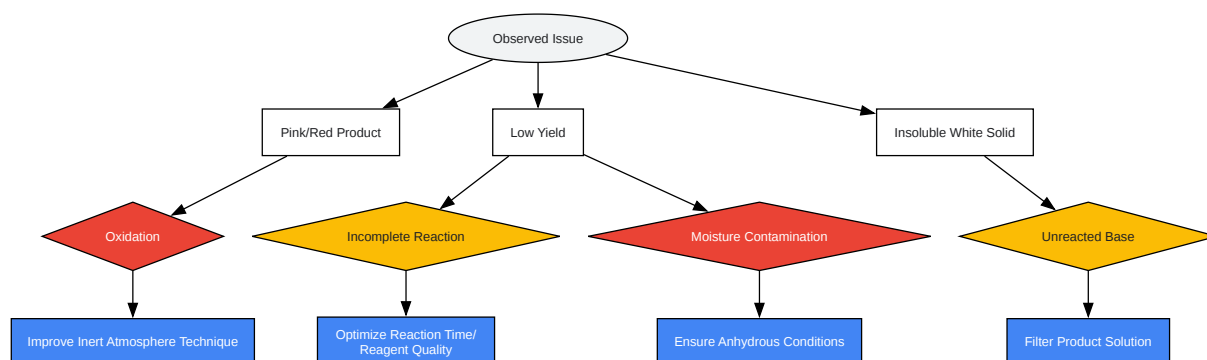 Observed Issue
Pink/Red Product
Low Yield
Insoluble White Solid
Oxidation
Incomplete Reaction
Moisture Contamination
Unreacted Base
Improve Inert Atmosphere Technique
Optimize Reaction Time/
Reagent Quality
Ensure Anhydrous Conditions
Filter Product Solution